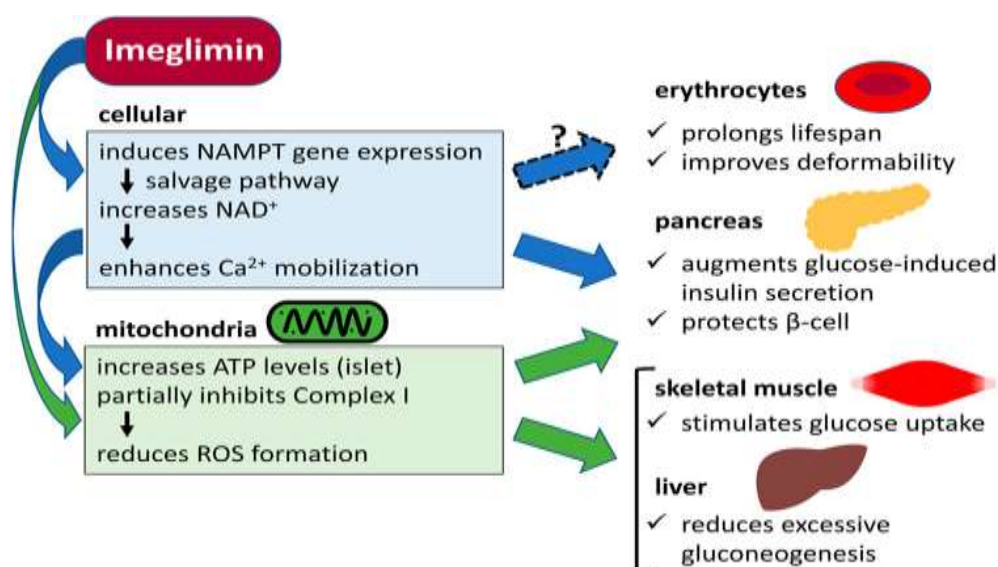 Imeglimin
cellular
induces NAMPT gene expression
salvage pathway
increases NAD⁺
enhances Ca²⁺ mobilization
mitochondria
increases ATP levels (islet)
partially inhibits Complex I
reduces ROS formation
?
erythrocytes
✓ prolongs lifespan
✓ improves deformability
pancreas
✓ augments glucose-induced
insulin secretion
✓ protects β-cell
skeletal muscle
✓ stimulates glucose uptake
liver
✓ reduces excessive
gluconeogenesis